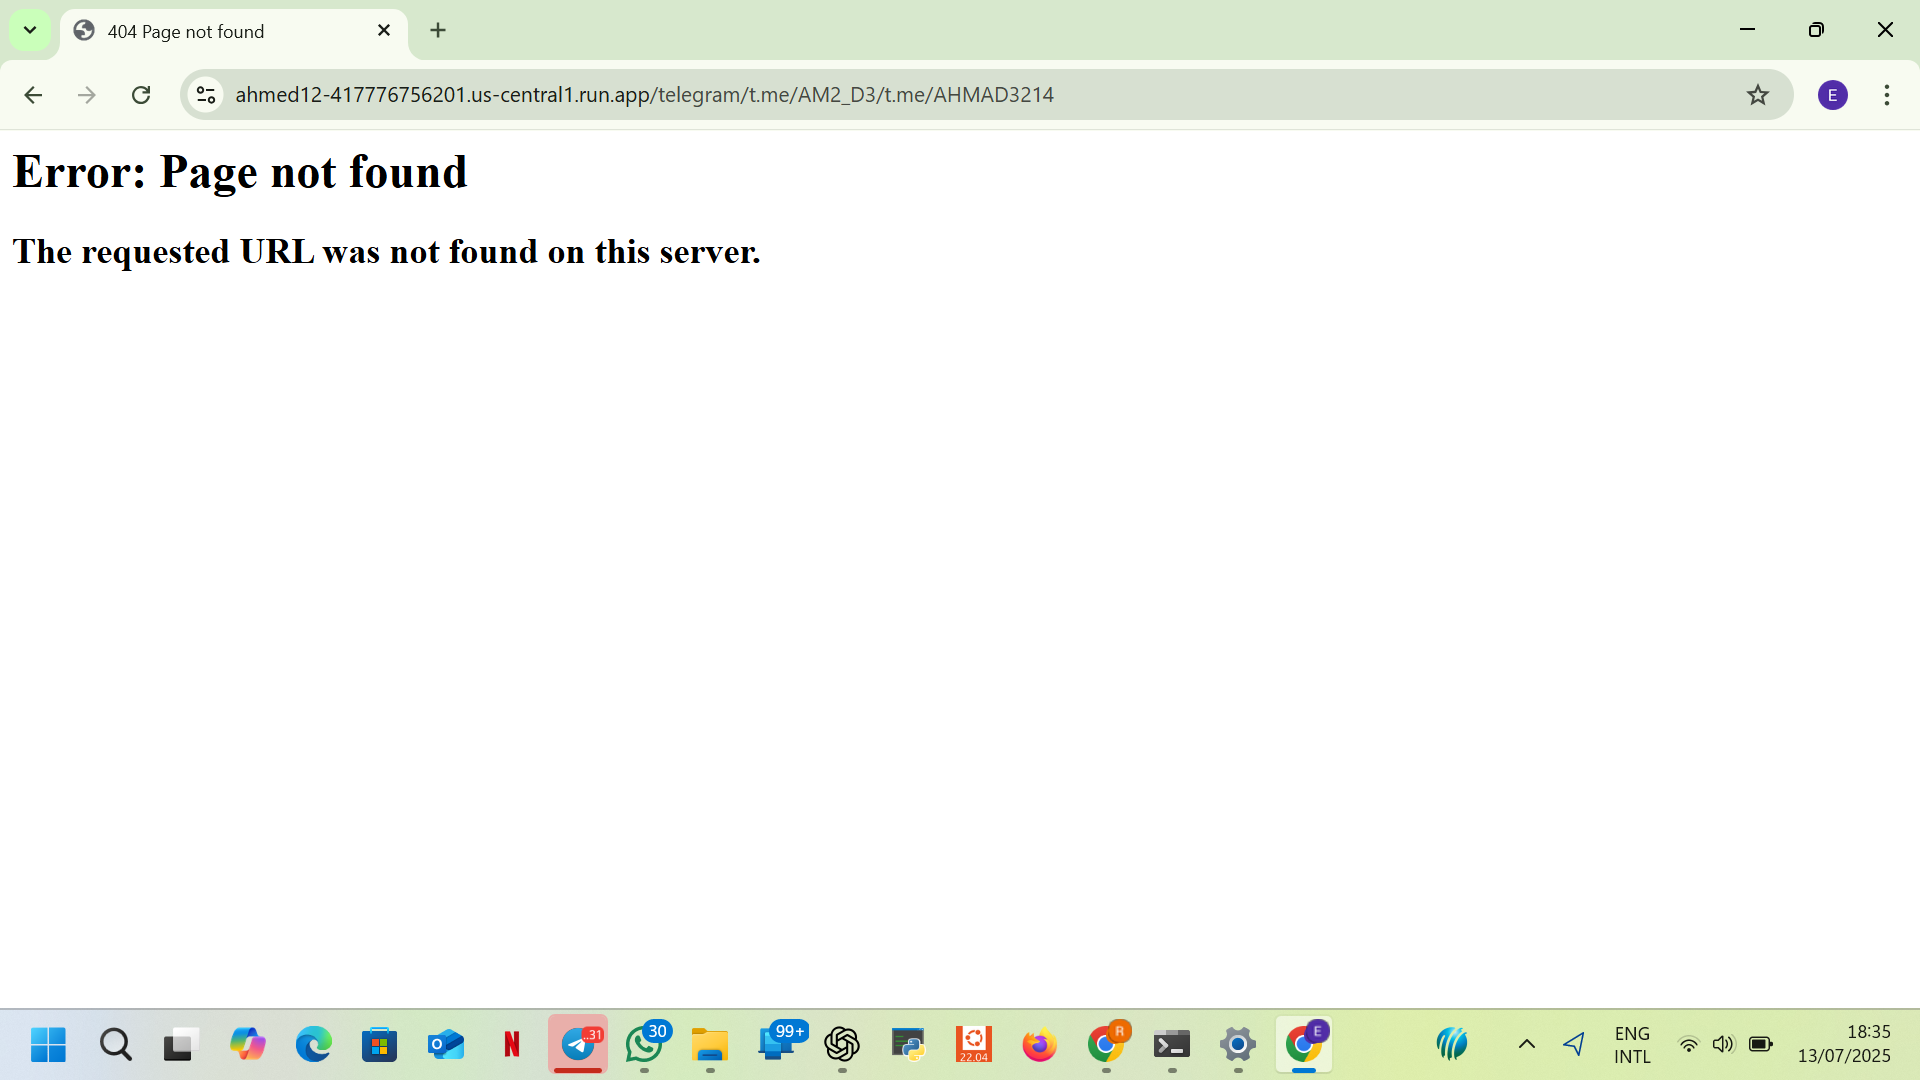 404 Page not found
ahmed12-417776756201.us-central1.run.app/telegram/t.me/AM2_D3/t.me/AHMAD3214
E
Error: Page not found
The requested URL was not found on this server.
N
..31
30
99+
22.04
R
E
ENG
INTL
18:35
13/07/2025